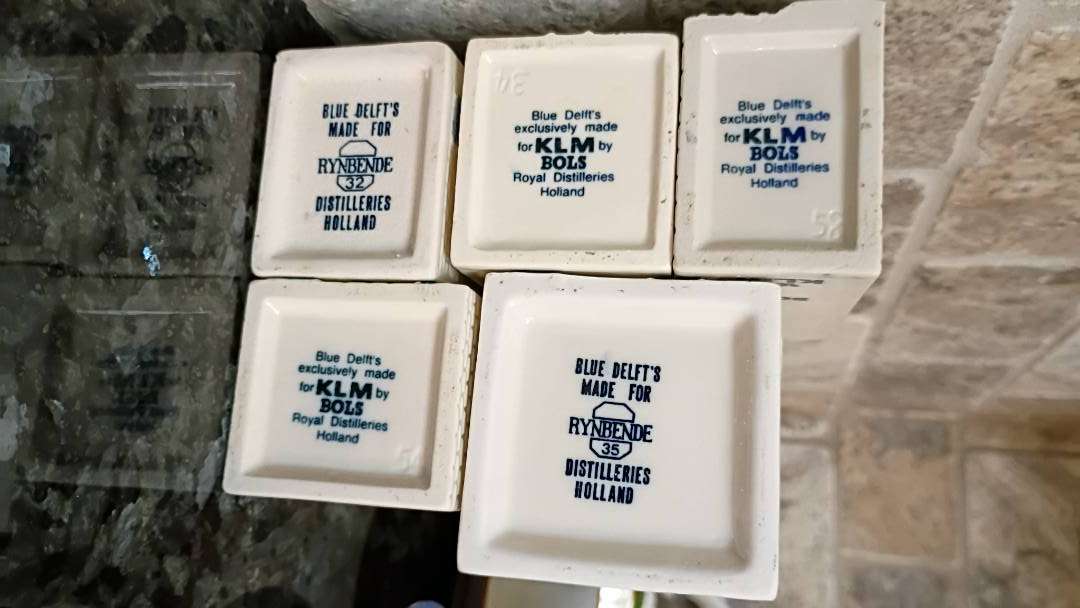 BLUE DELFT'S
MADE FOR
RYNBENDE
32
DISTILLERIES
HOLLAND
34
Blue Delft's
exclusively made
for KLM by
BOLS
Royal Distilleries
Holland
Blue Delft's
exclusively made
for KLM by
BOLS
Royal Distilleries
Holland
Blue Delft's
exclusively made
for KLM by
BOLS
Royal Distilleries
Holland
BLUE DELFT'S
MADE FOR
RYNBENDE
35
DISTILLERIES
HOLLAND